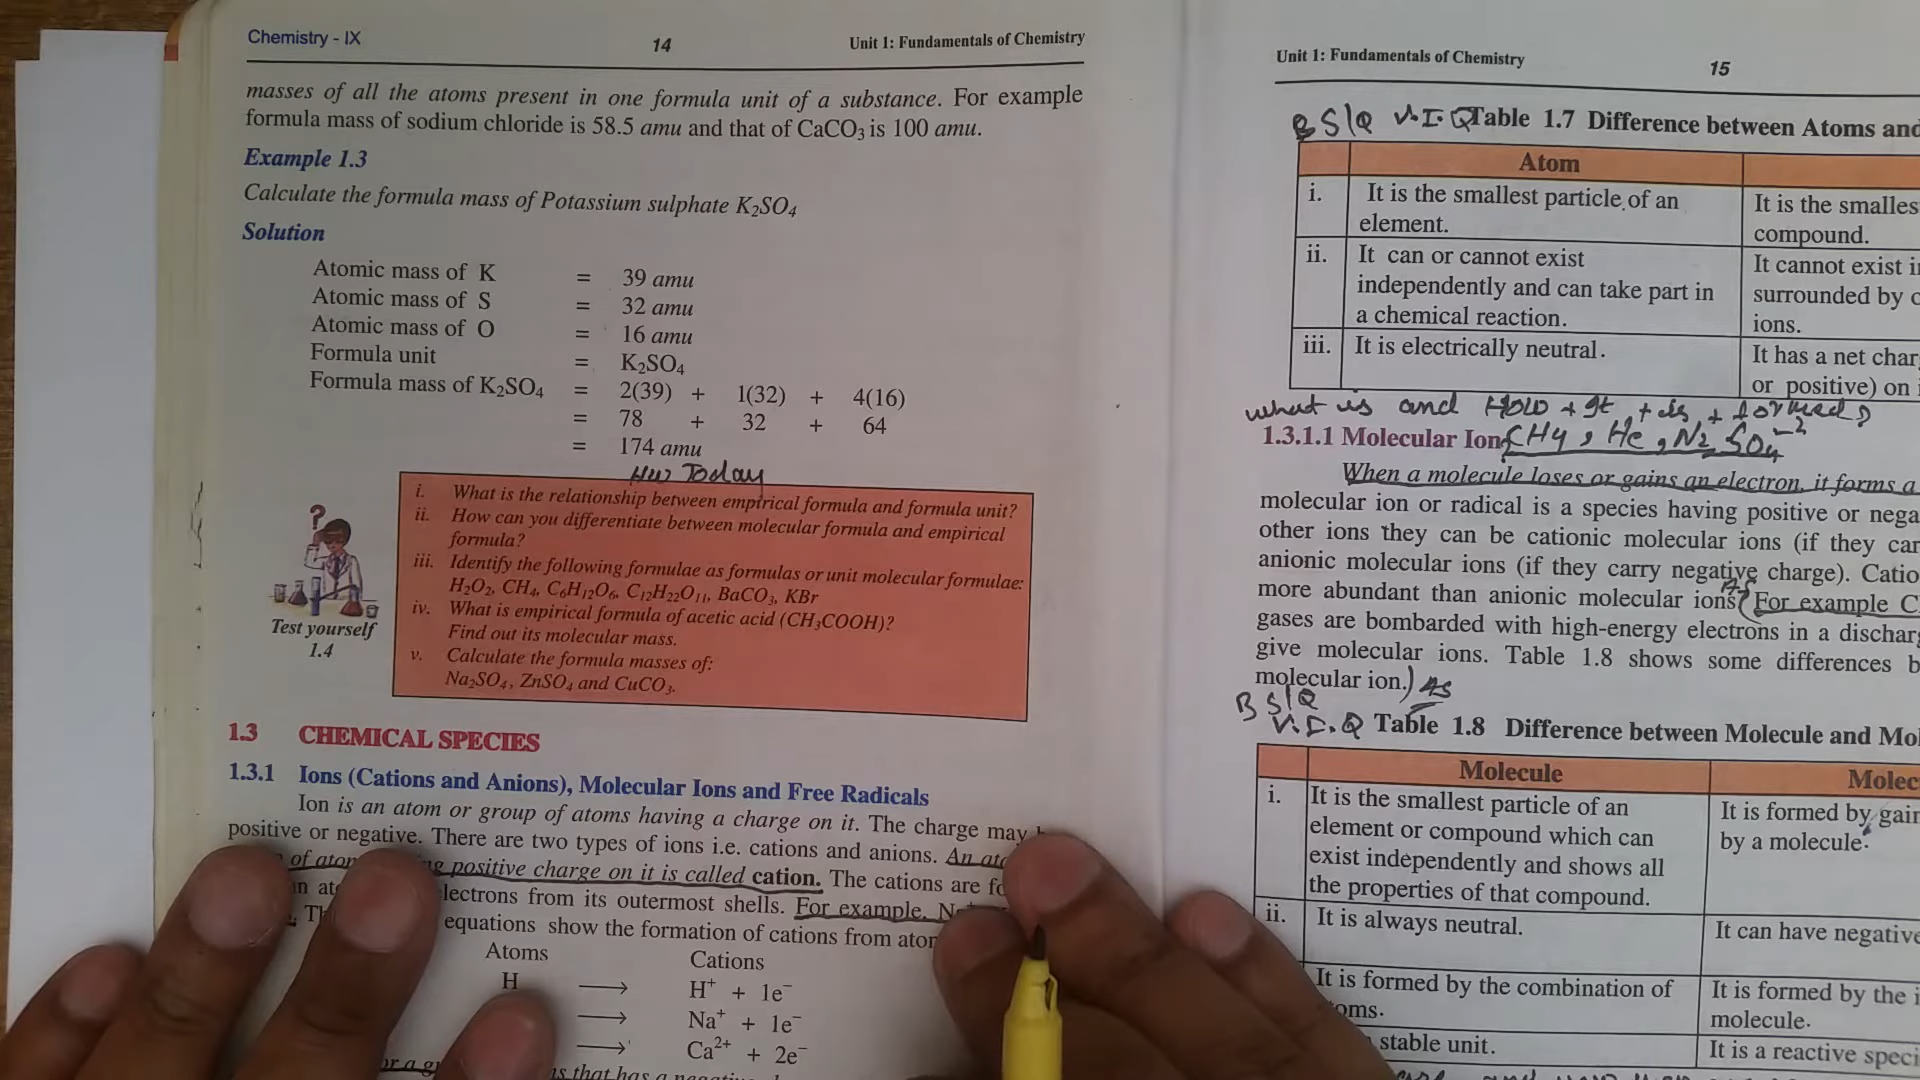 Chemistry - IX
14
Unit 1: Fundamentals of Chemistry
masses of all the atoms present in one formula unit of a substance. For example
formula mass of sodium chloride is 58.5 amu and that of CaCO₃ is 100 amu.
Example 1.3
Calculate the formula mass of Potassium sulphate K₂SO₄
Solution
Atomic mass of K = 39 amu
Atomic mass of S = 32 amu
Atomic mass of O = 16 amu
Formula unit = K₂SO₄
Formula mass of K₂SO₄ = 2(39) + 1(32) + 4(16)
= 78 + 32 + 64
= 174 amu
HW Today
i. What is the relationship between empirical formula and formula unit?
ii. How can you differentiate between molecular formula and empirical
formula?
iii. Identify the following formulae as formulas or unit molecular formulae:
H₂O₂, CH₄, C₆H₁₂O₆, C₁₂H₂₂O₁₁, BaCO₃, KBr
iv. What is empirical formula of acetic acid (CH₃COOH)?
Find out its molecular mass.
v. Calculate the formula masses of:
Na₂SO₄, ZnSO₄ and CuCO₃.
?
Test yourself
1.4
1.3 CHEMICAL SPECIES
1.3.1 Ions (Cations and Anions), Molecular Ions and Free Radicals
Ion is an atom or group of atoms having a charge on it. The charge may
positive or negative. There are two types of ions i.e. cations and anions. An
of positive charge on it is called cation. The cations are
electrons from its outermost shells. For example,
equations show the formation of cations from
Atoms Cations
H ⟶ H⁺ + 1e⁻
⟶ Na⁺ + 1e⁻
⟶ Ca²⁺ + 2e⁻
that has a
Unit 1: Fundamentals of Chemistry
15
B S/Q V.I.Q Table 1.7 Difference between Atoms and
Atom
i. It is the smallest particle of an
element.
ii. It can or cannot exist
independently and can take part in
a chemical reaction.
iii. It is electrically neutral.
It is the
compound.
It cannot exist
surrounded by
ions.
It has a net
or positive) on
what is and How + It + is + formed?
1.3.1.1 Molecular Ion CH4, He, N2 SO4⁻²
When a molecule loses or gains an electron, it forms a
molecular ion or radical is a species having positive or
other ions they can be cationic molecular ions (if they
anionic molecular ions (if they carry negative charge).
more abundant than anionic molecular ions (For example
gases are bombarded with high-energy electrons in a
give molecular ions. Table 1.8 shows some differences
molecular ion.)
B S/Q
V.I.Q Table 1.8 Difference between Molecule and
Molecule
i. It is the smallest particle of an
element or compound which can
exist independently and shows all
the properties of that compound.
ii. It is always neutral.
It is formed by the combination of
stable unit.
It is formed by
by a molecule.
It can have
It is formed by the
molecule.
It is a reactive